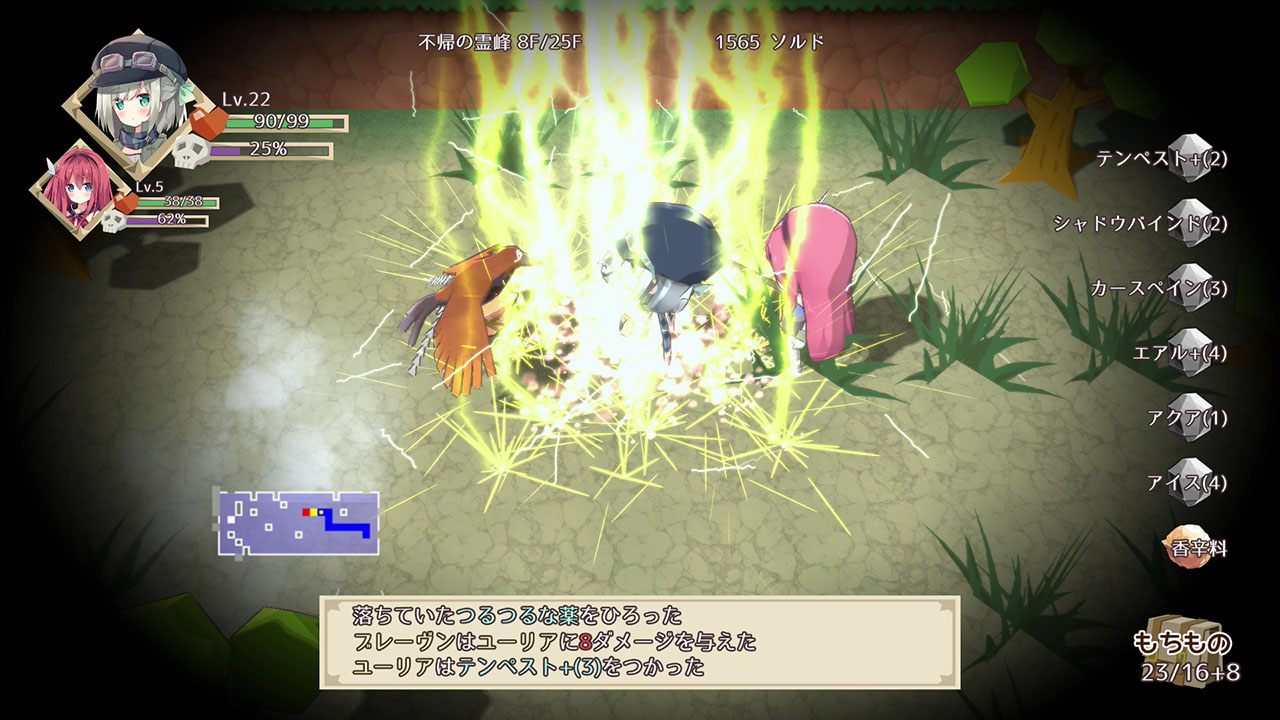 不帰の霊峰 8F/25F
1565 ソルド
Lv.22
90/99
25%
Lv.5
38/38
62%
テンペスト+(2)
シャドウバインド(2)
カースペイン(3)
エアル+(4)
アクア(1)
アイス(4)
香辛料
もちもの
23/16+8
落ちていたつるつるな薬をひろった
ブレーヴンはユーリアに8ダメージを与えた
ユーリアはテンペスト+(3)をつかった